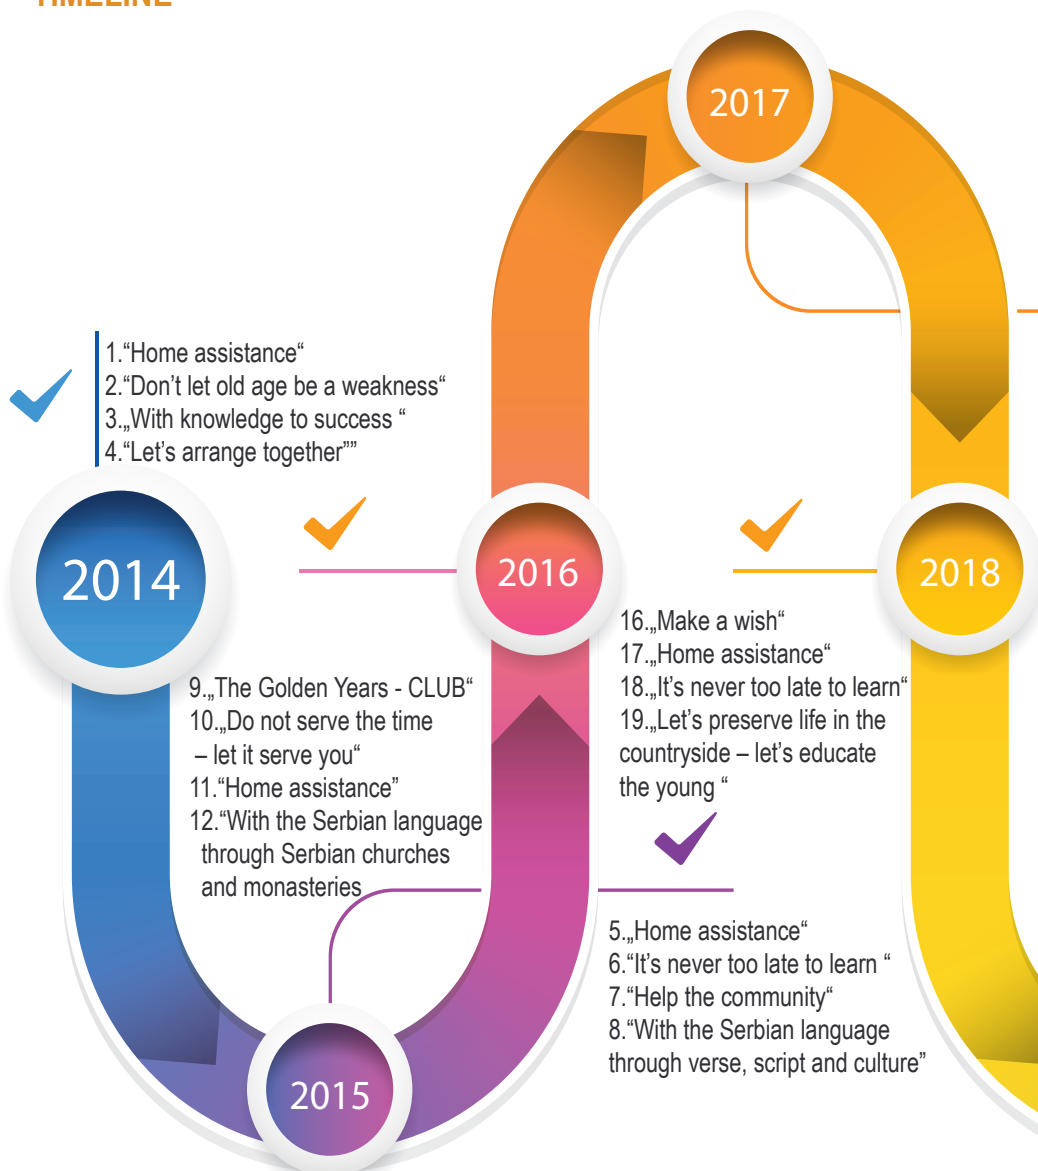 TIMELINE
2017
1.“Home assistance“
2.“Don’t let old age be a weakness“
3.„With knowledge to success “
4.“Let’s arrange together””
2014
2016
2018
9.„The Golden Years - CLUB“
10.„Do not serve the time
– let it serve you“
11.“Home assistance”
12.“With the Serbian language
through Serbian churches
and monasteries
16.„Make a wish“
17.„Home assistance“
18.„It’s never too late to learn“
19.„Let’s preserve life in the
countryside – let’s educate
the young “
5.„Home assistance“
6.“It’s never too late to learn “
7.“Help the community“
8.“With the Serbian language
through verse, script and culture”
2015